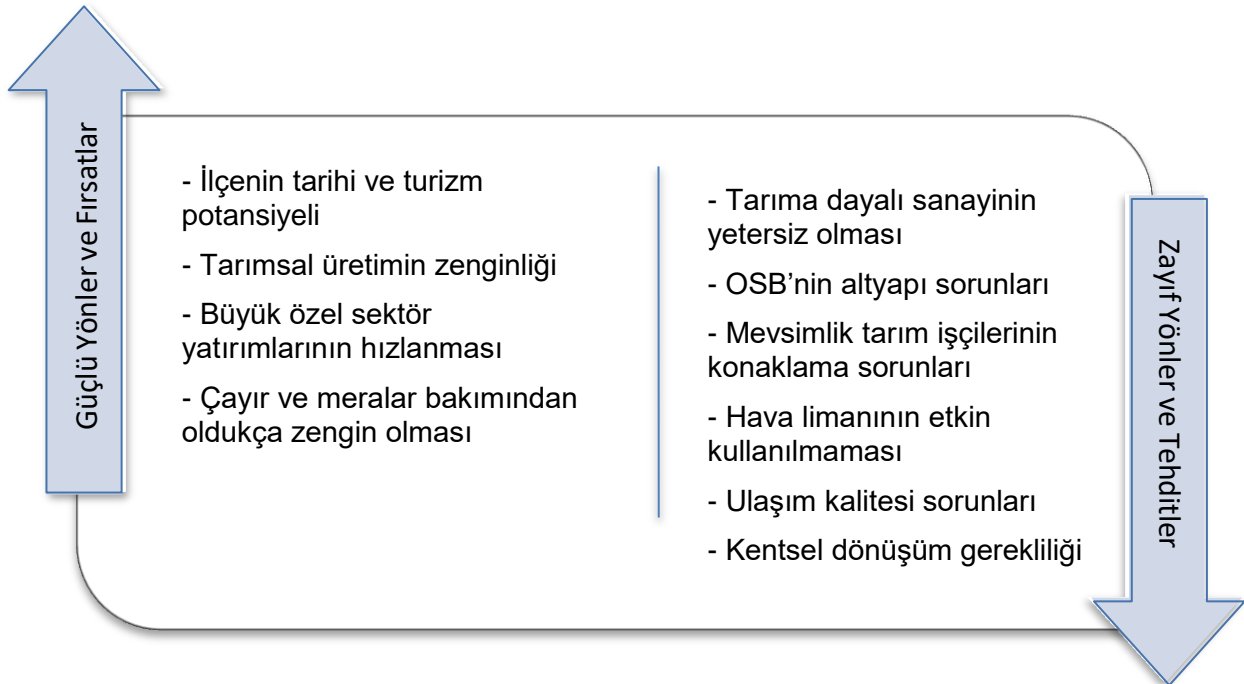 Güçlü Yönler ve Fırsatlar
- İlçenin tarihi ve turizm
potansiyeli
- Tarımsal üretimin zenginliği
- Büyük özel sektör
yatırımlarının hızlanması
- Çayır ve meralar bakımından
oldukça zengin olması
- Tarıma dayalı sanayinin
yetersiz olması
- OSB’nin altyapı sorunları
- Mevsimlik tarım işçilerinin
konaklama sorunları
- Hava limanının etkin
kullanılmaması
- Ulaşım kalitesi sorunları
- Kentsel dönüşüm gerekliliği
Zayıf Yönler ve Tehditler